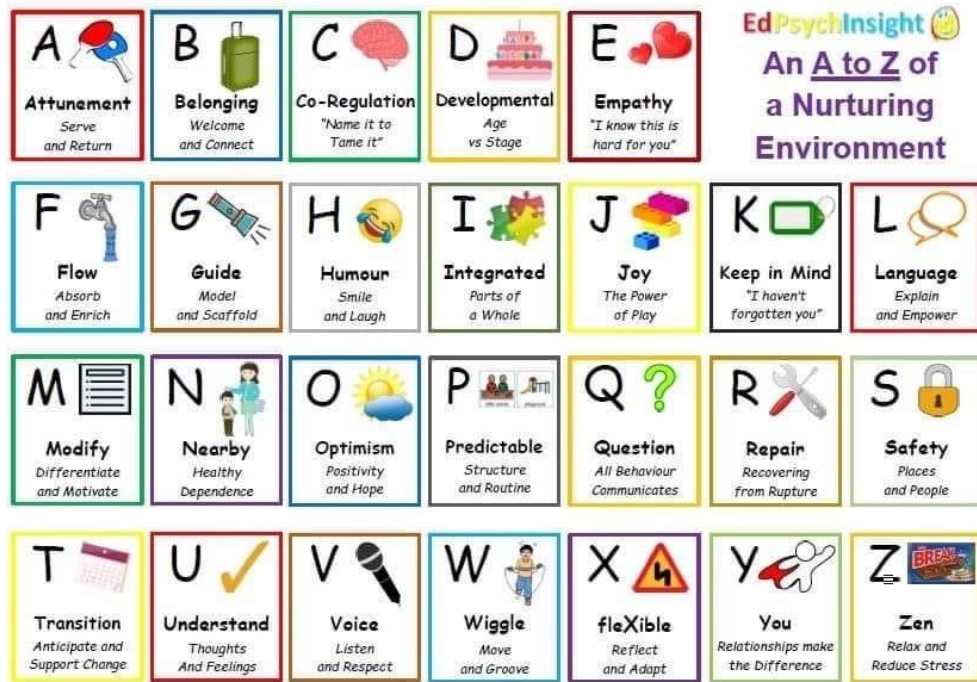 EdPsychInsight
An A to Z of
a Nurturing
Environment
A
Attunement
Serve
and Return
B
Belonging
Welcome
and Connect
C
Co-Regulation
"Name it to
Tame it"
D
Developmental
Age
vs Stage
E
Empathy
"I know this is
hard for you"
F
Flow
Absorb
and Enrich
G
Guide
Model
and Scaffold
H
Humour
Smile
and Laugh
I
Integrated
Parts of
a Whole
J
Joy
The Power
of Play
K
Keep in Mind
"I haven't
forgotten you"
L
Language
Explain
and Empower
M
Modify
Differentiate
and Motivate
N
Nearby
Healthy
Dependence
O
Optimism
Positivity
and Hope
P
Predictable
Structure
and Routine
Q
Question
All Behaviour
Communicates
R
Repair
Recovering
from Rupture
S
Safety
Places
and People
T
Transition
Anticipate and
Support Change
U
Understand
Thoughts
And Feelings
V
Voice
Listen
and Respect
W
Wiggle
Move
and Groove
X
fleXible
Reflect
and Adapt
Y
You
Relationships make
the Difference
Z
BREAK
Zen
Relax and
Reduce Stress